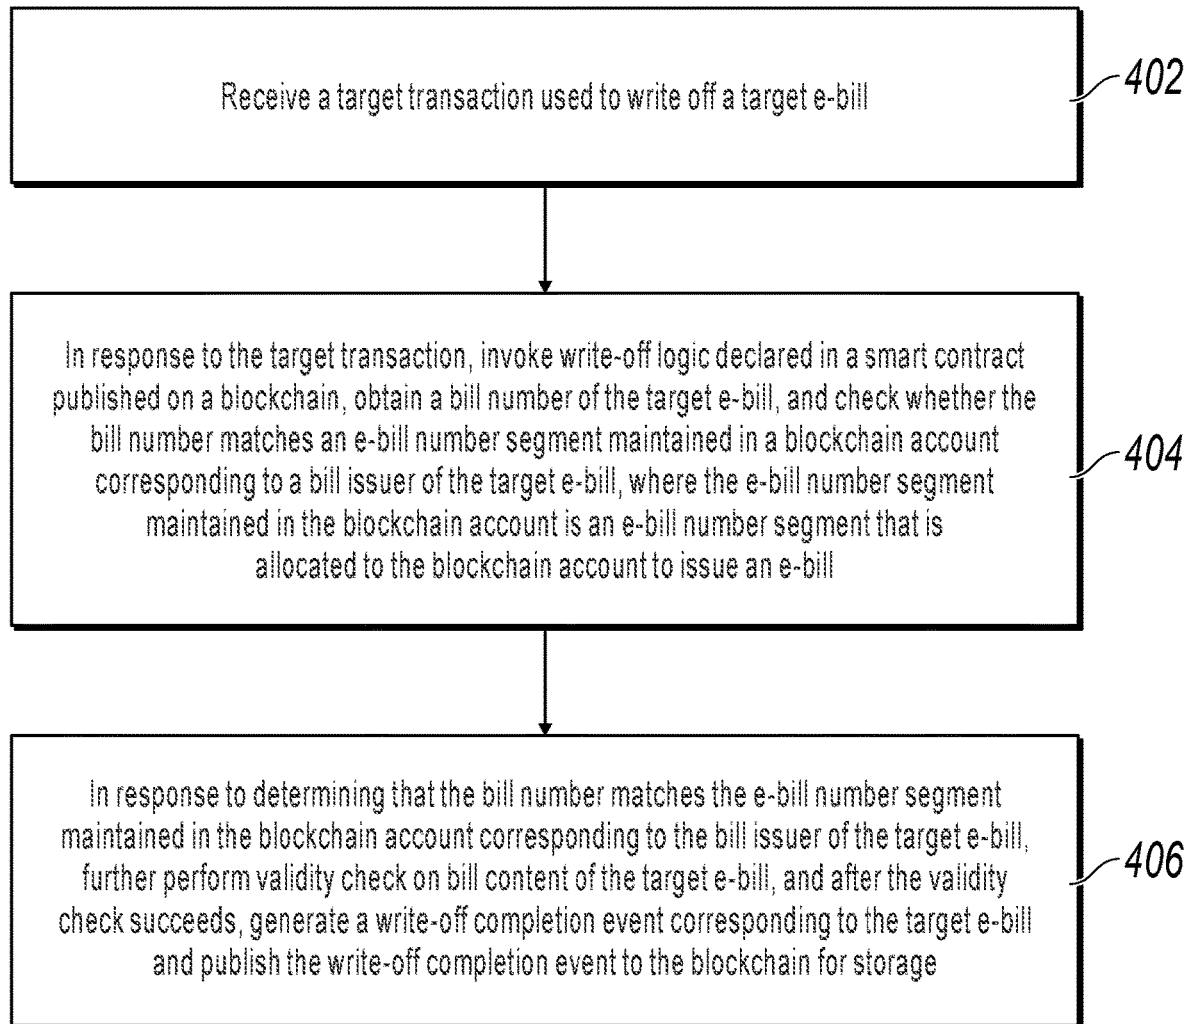 Receive a target transaction used to write off a target e-bill
402
In response to the target transaction, invoke write-off logic declared in a smart contract
published on a blockchain, obtain a bill number of the target e-bill, and check whether the
bill number matches an e-bill number segment maintained in a blockchain account
corresponding to a bill issuer of the target e-bill, where the e-bill number segment
maintained in the blockchain account is an e-bill number segment that is
allocated to the blockchain account to issue an e-bill
404
In response to determining that the bill number matches the e-bill number segment
maintained in the blockchain account corresponding to the bill issuer of the target e-bill,
further perform validity check on bill content of the target e-bill, and after the validity
check succeeds, generate a write-off completion event corresponding to the target e-bill
and publish the write-off completion event to the blockchain for storage
406